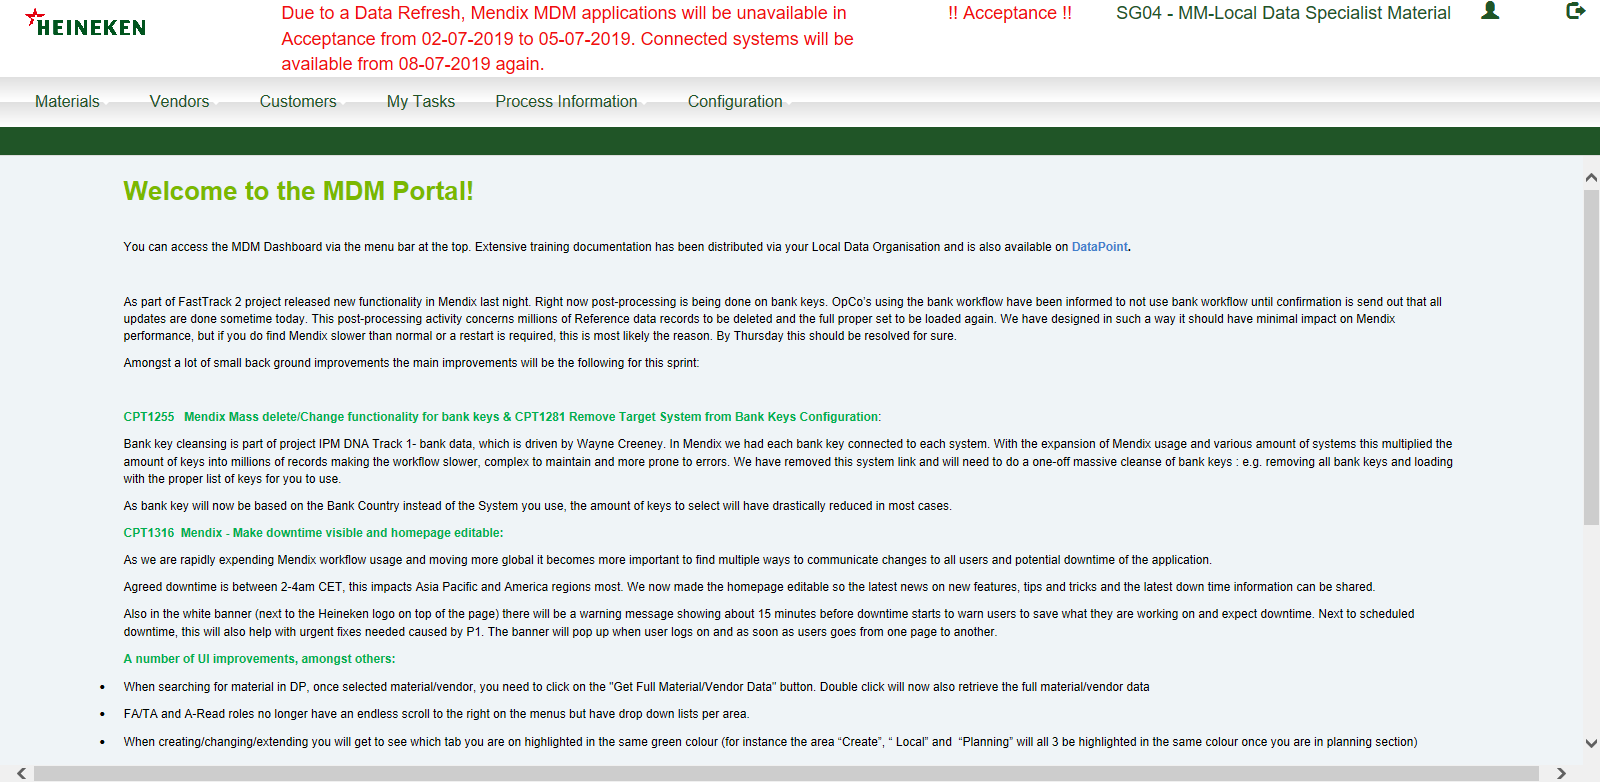 HEINEKEN
Due to a Data Refresh, Mendix MDM applications will be unavailable in
Acceptance from 02-07-2019 to 05-07-2019. Connected systems will be
available from 08-07-2019 again.
!! Acceptance !!
SG04 - MM-Local Data Specialist Material
Materials Vendors Customers My Tasks Process Information Configuration
Welcome to the MDM Portal!
You can access the MDM Dashboard via the menu bar at the top. Extensive training documentation has been distributed via your Local Data Organisation and is also available on DataPoint.
As part of FastTrack 2 project released new functionality in Mendix last night. Right now post-processing is being done on bank keys. OpCo's using the bank workflow have been informed to not use bank workflow until confirmation is send out that all
updates are done sometime today. This post-processing activity concerns millions of Reference data records to be deleted and the full proper set to be loaded again. We have designed in such a way it should have minimal impact on Mendix
performance, but if you do find Mendix slower than normal or a restart is required, this is most likely the reason. By Thursday this should be resolved for sure.
Amongst a lot of small back ground improvements the main improvements will be the following for this sprint:
CPT1255 Mendix Mass delete/Change functionality for bank keys & CPT1281 Remove Target System from Bank Keys Configuration:
Bank key cleansing is part of project IPM DNA Track 1- bank data, which is driven by Wayne Creeney. In Mendix we had each bank key connected to each system. With the expansion of Mendix usage and various amount of systems this multiplied the
amount of keys into millions of records making the workflow slower, complex to maintain and more prone to errors. We have removed this system link and will need to do a one-off massive cleanse of bank keys : e.g. removing all bank keys and loading
with the proper list of keys for you to use.
As bank key will now be based on the Bank Country instead of the System you use, the amount of keys to select will have drastically reduced in most cases.
CPT1316 Mendix - Make downtime visible and homepage editable:
As we are rapidly expending Mendix workflow usage and moving more global it becomes more important to find multiple ways to communicate changes to all users and potential downtime of the application.
Agreed downtime is between 2-4am CET, this impacts Asia Pacific and America regions most. We now made the homepage editable so the latest news on new features, tips and tricks and the latest down time information can be shared.
Also in the white banner (next to the Heineken logo on top of the page) there will be a warning message showing about 15 minutes before downtime starts to warn users to save what they are working on and expect downtime. Next to scheduled
downtime, this will also help with urgent fixes needed caused by P1. The banner will pop up when user logs on and as soon as users goes from one page to another.
A number of UI improvements, amongst others:
• When searching for material in DP, once selected material/vendor, you need to click on the "Get Full Material/Vendor Data" button. Double click will now also retrieve the full material/vendor data
• FA/TA and A-Read roles no longer have an endless scroll to the right on the menus but have drop down lists per area.
• When creating/changing/extending you will get to see which tab you are on highlighted in the same green colour (for instance the area “Create”, “ Local” and “Planning” will all 3 be highlighted in the same colour once you are in planning section)